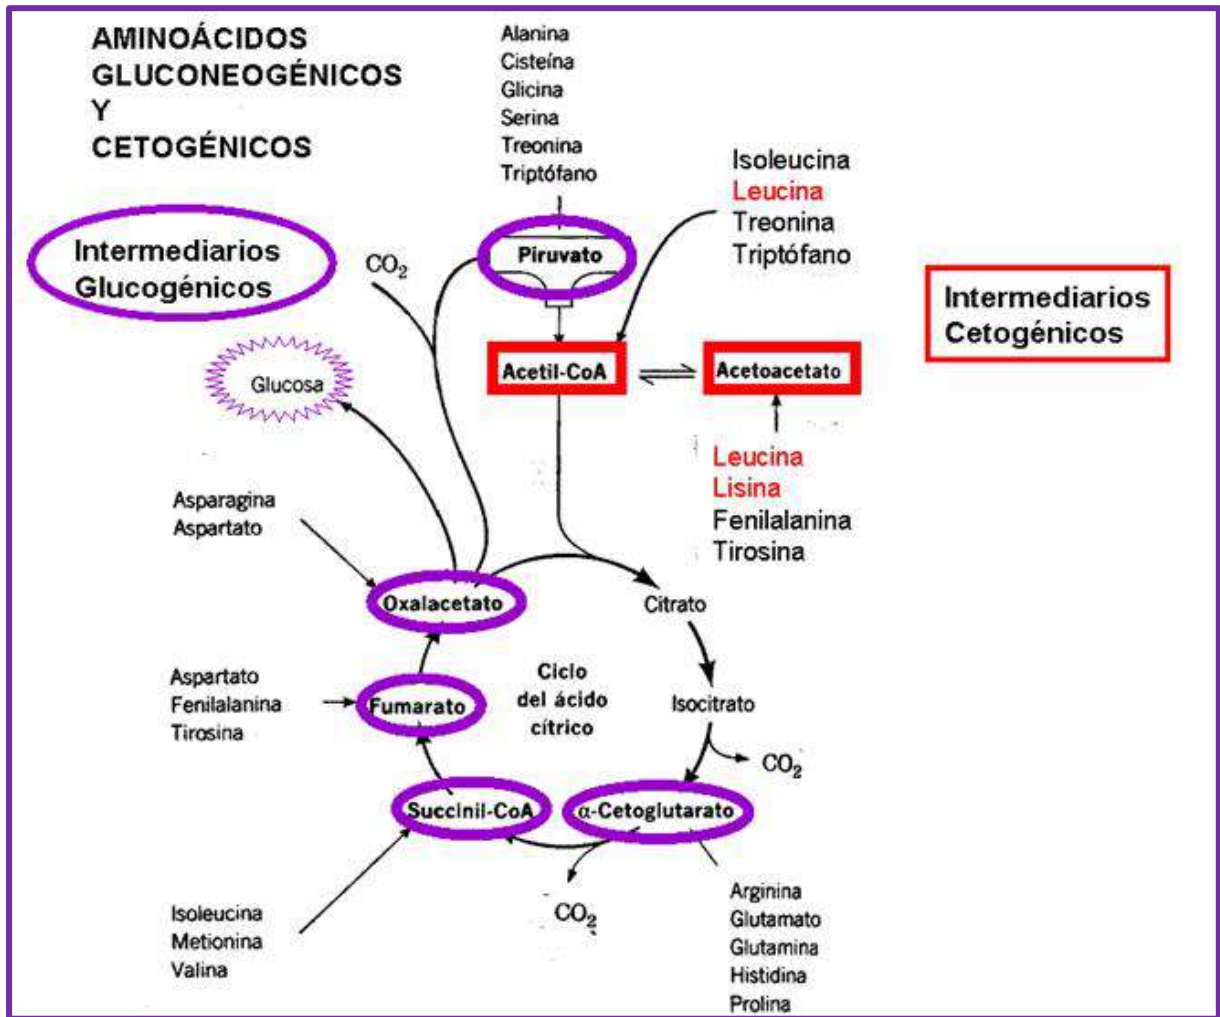 AMINOÁCIDOS
GLUCONEOGÉNICOS
Y
CETOGÉNICOS
Alanina
Cisteína
Glicina
Serina
Treonina
Triptófano
Isoleucina
Leucina
Treonina
Triptófano
Intermediarios
Glucogénicos
CO₂
Piruvato
Intermediarios
Cetogénicos
Glucosa
Acetil-CoA
Acetoacetato
Leucina
Lisina
Fenilalanina
Tirosina
Asparagina
Aspartato
Oxalacetato
Citrato
Aspartato
Fenilalanina
Tirosina
Fumarato
Ciclo
del ácido
cítrico
Isocitrato
CO₂
Succinil-CoA
α-Cetoglutarato
CO₂
Isoleucina
Metionina
Valina
Arginina
Glutamato
Glutamina
Histidina
Prolina